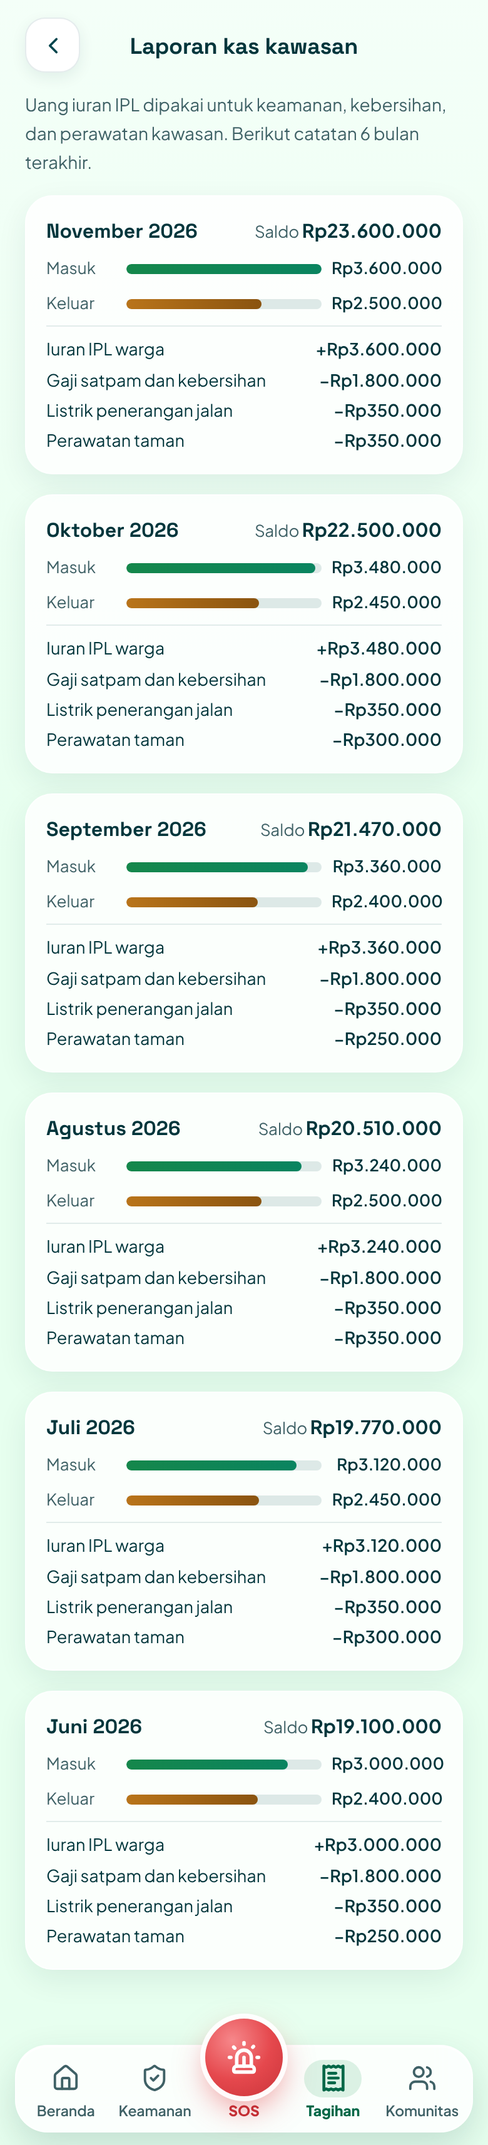 Laporan kas kawasan
Uang iuran IPL dipakai untuk keamanan, kebersihan,
dan perawatan kawasan. Berikut catatan 6 bulan
terakhir.
November 2026 Saldo Rp23.600.000
Masuk Rp3.600.000
Keluar Rp2.500.000
Iuran IPL warga +Rp3.600.000
Gaji satpam dan kebersihan −Rp1.800.000
Listrik penerangan jalan −Rp350.000
Perawatan taman −Rp350.000
Oktober 2026 Saldo Rp22.500.000
Masuk Rp3.480.000
Keluar Rp2.450.000
Iuran IPL warga +Rp3.480.000
Gaji satpam dan kebersihan −Rp1.800.000
Listrik penerangan jalan −Rp350.000
Perawatan taman −Rp300.000
September 2026 Saldo Rp21.470.000
Masuk Rp3.360.000
Keluar Rp2.400.000
Iuran IPL warga +Rp3.360.000
Gaji satpam dan kebersihan −Rp1.800.000
Listrik penerangan jalan −Rp350.000
Perawatan taman −Rp250.000
Agustus 2026 Saldo Rp20.510.000
Masuk Rp3.240.000
Keluar Rp2.500.000
Iuran IPL warga +Rp3.240.000
Gaji satpam dan kebersihan −Rp1.800.000
Listrik penerangan jalan −Rp350.000
Perawatan taman −Rp350.000
Juli 2026 Saldo Rp19.770.000
Masuk Rp3.120.000
Keluar Rp2.450.000
Iuran IPL warga +Rp3.120.000
Gaji satpam dan kebersihan −Rp1.800.000
Listrik penerangan jalan −Rp350.000
Perawatan taman −Rp300.000
Juni 2026 Saldo Rp19.100.000
Masuk Rp3.000.000
Keluar Rp2.400.000
Iuran IPL warga +Rp3.000.000
Gaji satpam dan kebersihan −Rp1.800.000
Listrik penerangan jalan −Rp350.000
Perawatan taman −Rp250.000
Beranda Keamanan SOS Tagihan Komunitas